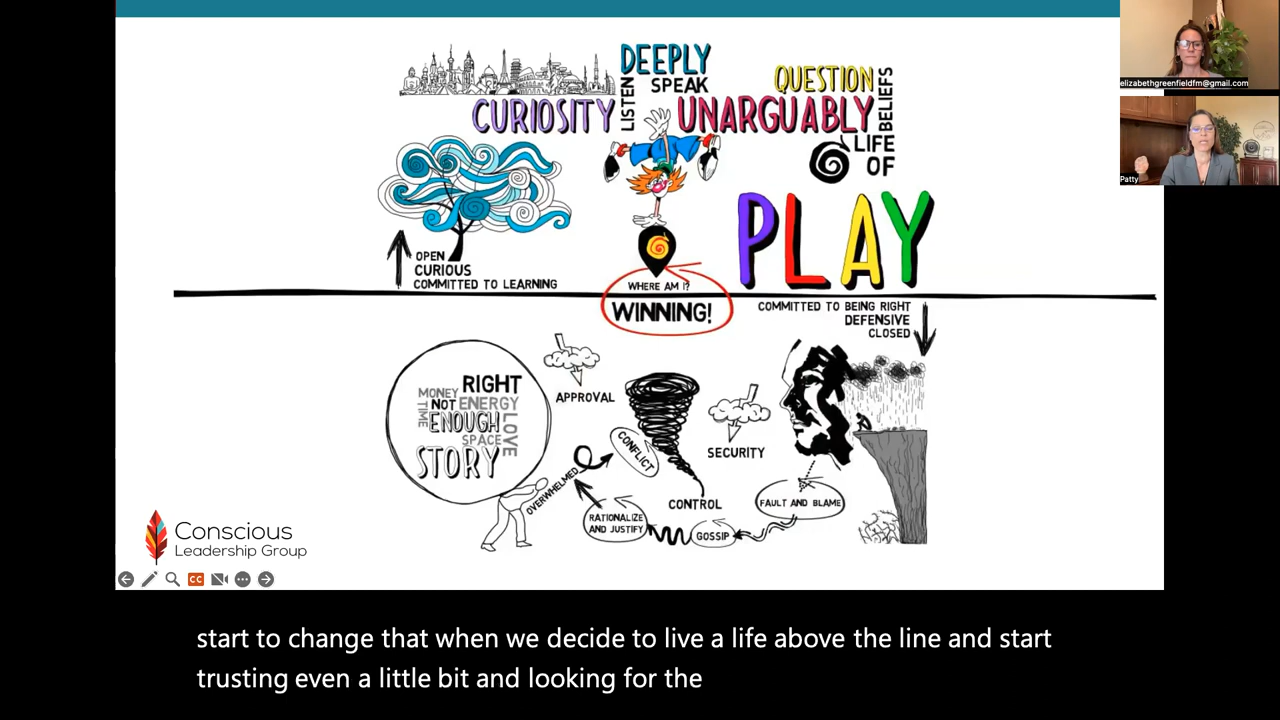 DEEPLY
LISTEN
SPEAK
CURIOSITY
UNARGUABLY
QUESTION
BELIEFS
LIFE
OF
PLAY
OPEN
CURIOUS
COMMITTED TO LEARNING
WHERE AM I?
WINNING!
COMMITTED TO BEING RIGHT
DEFENSIVE
CLOSED
RIGHT
MONEY
TIME
NOT ENERGY
ENOUGH
LOVE
SPACE
STORY
APPROVAL
CONFLICT
SECURITY
OVERWHELMED
CONTROL
FAULT AND BLAME
RATIONALIZE
AND JUSTIFY
GOSSIP
Conscious
Leadership Group
CC
elizabethgreenfieldfm@gmail.com
Patty
start to change that when we decide to live a life above the line and start
trusting even a little bit and looking for the